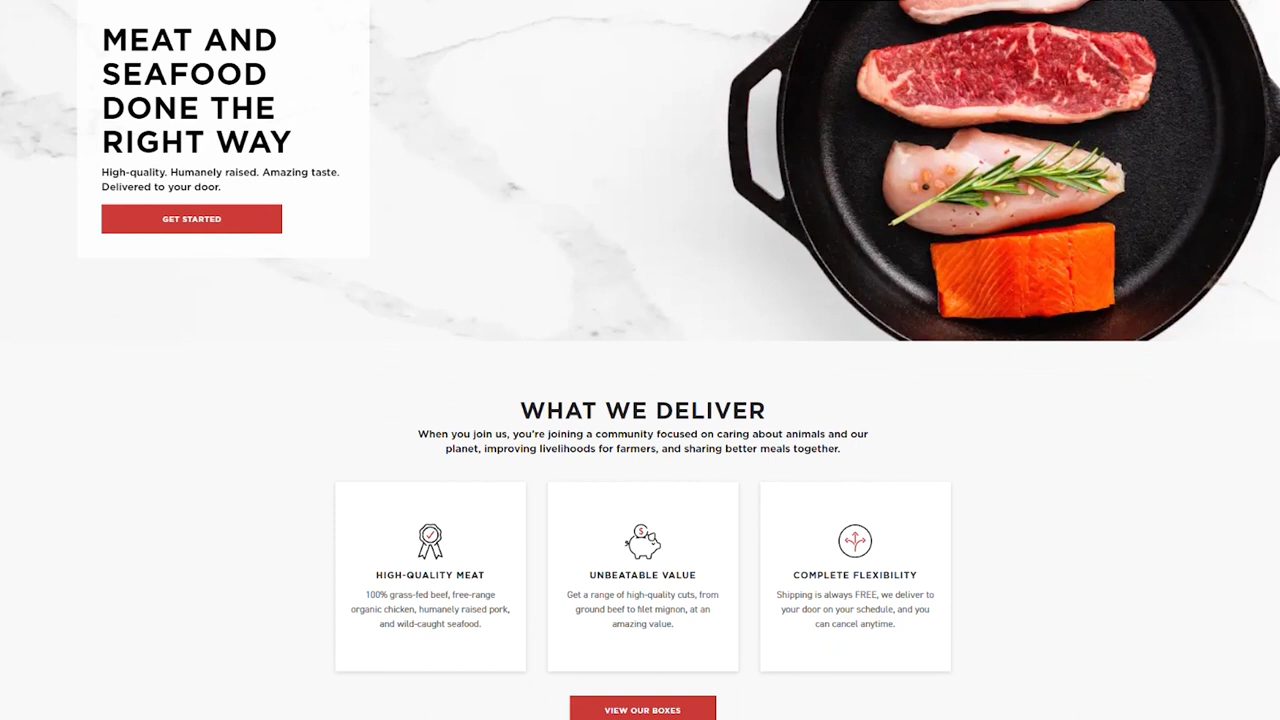 MEAT AND
SEAFOOD
DONE THE
RIGHT WAY
High-quality. Humanely raised. Amazing taste.
Delivered to your door.
GET STARTED
WHAT WE DELIVER
When you join us, you're joining a community focused on caring about animals and our
planet, improving livelihoods for farmers, and sharing better meals together.
HIGH-QUALITY MEAT
100% grass-fed beef, free-range
organic chicken, humanely raised pork,
and wild-caught seafood.
$
UNBEATABLE VALUE
Get a range of high-quality cuts, from
ground beef to filet mignon, at an
amazing value.
COMPLETE FLEXIBILITY
Shipping is always FREE, we deliver to
your door on your schedule, and you
can cancel anytime.
VIEW OUR BOXES